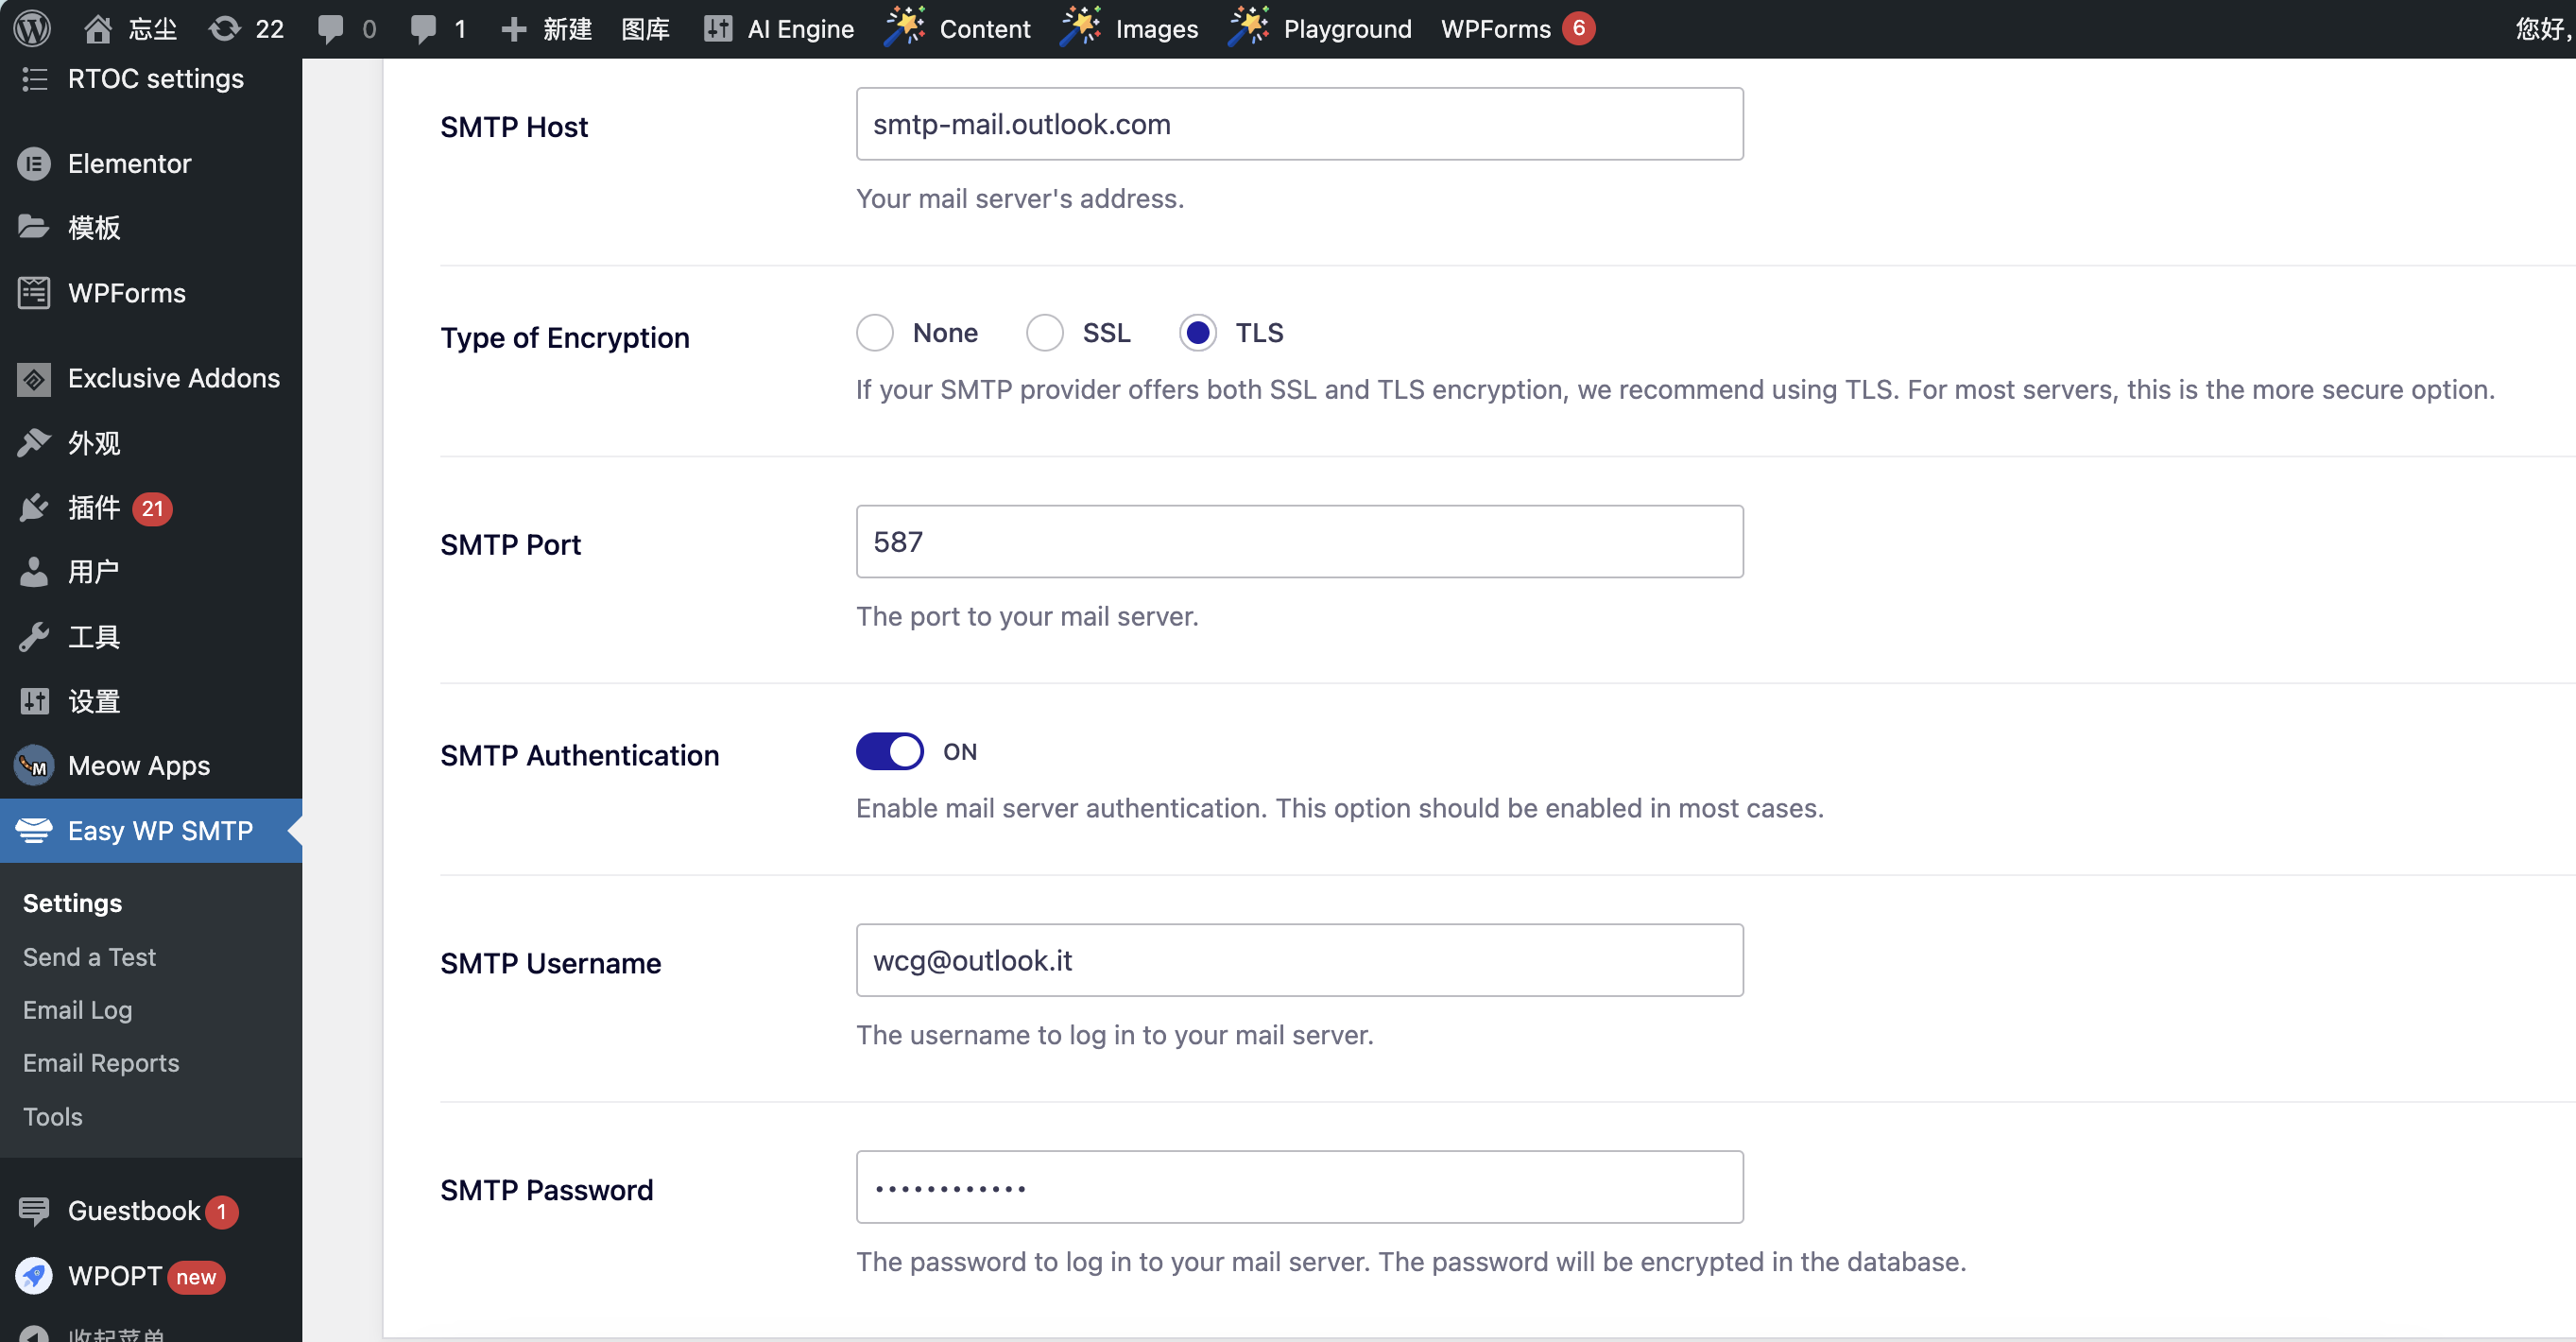 忘尘 22 0 1 新建 图库 AI Engine Content Images Playground WPForms 6 您好,
RTOC settings
Elementor
模板
WPForms
Exclusive Addons
外观
插件 21
用户
工具
设置
Meow Apps
Easy WP SMTP
Settings
Send a Test
Email Log
Email Reports
Tools
Guestbook 1
WPOPT new
收起菜单
SMTP Host
smtp-mail.outlook.com
Your mail server's address.
Type of Encryption
None SSL TLS
If your SMTP provider offers both SSL and TLS encryption, we recommend using TLS. For most servers, this is the more secure option.
SMTP Port
587
The port to your mail server.
SMTP Authentication
ON
Enable mail server authentication. This option should be enabled in most cases.
SMTP Username
wcg@outlook.it
The username to log in to your mail server.
SMTP Password
••••••••••••
The password to log in to your mail server. The password will be encrypted in the database.